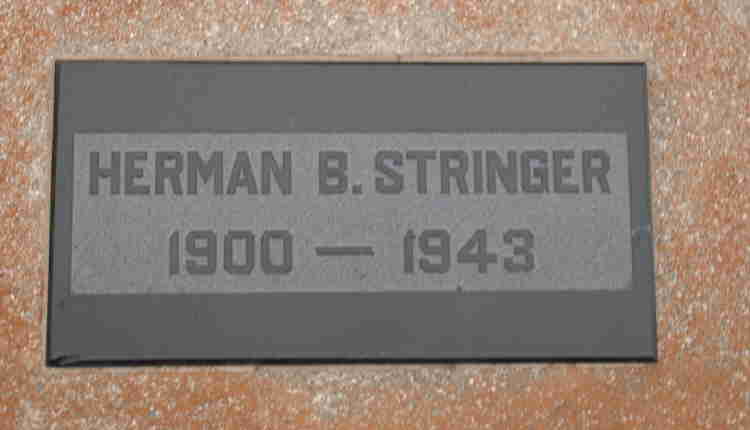 HERMAN B. STRINGER
1900 — 1943